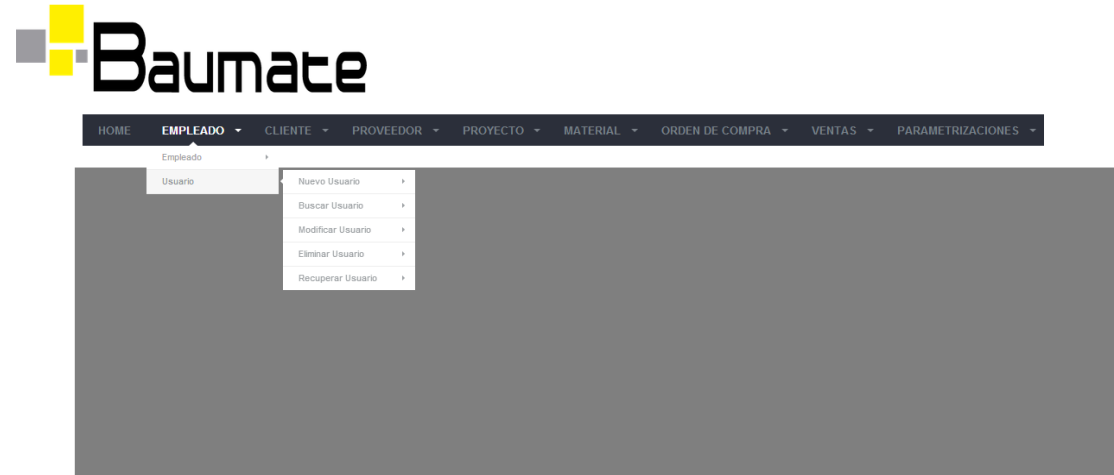 Baumate
HOME EMPLEADO CLIENTE PROVEEDOR PROYECTO MATERIAL ORDEN DE COMPRA VENTAS PARAMETRIZACIONES
Empleado
Usuario
Nuevo Usuario
Buscar Usuario
Modificar Usuario
Eliminar Usuario
Recuperar Usuario